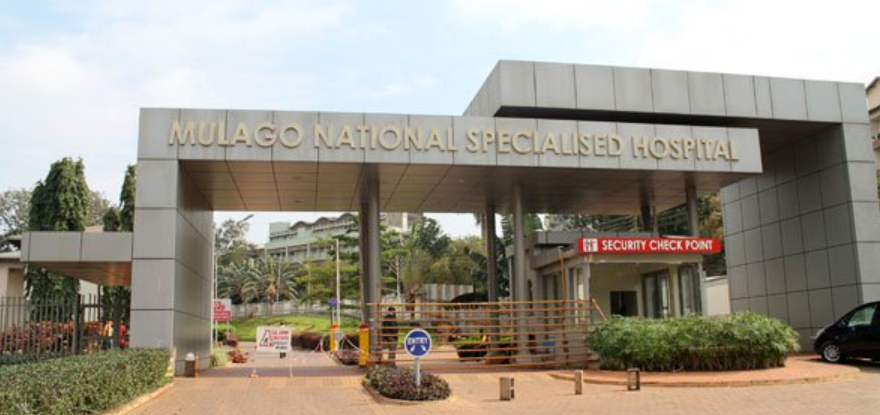 MULAGO NATIONAL SPECIALISED HOSPITAL
SECURITY CHECK POINT
ENTRY